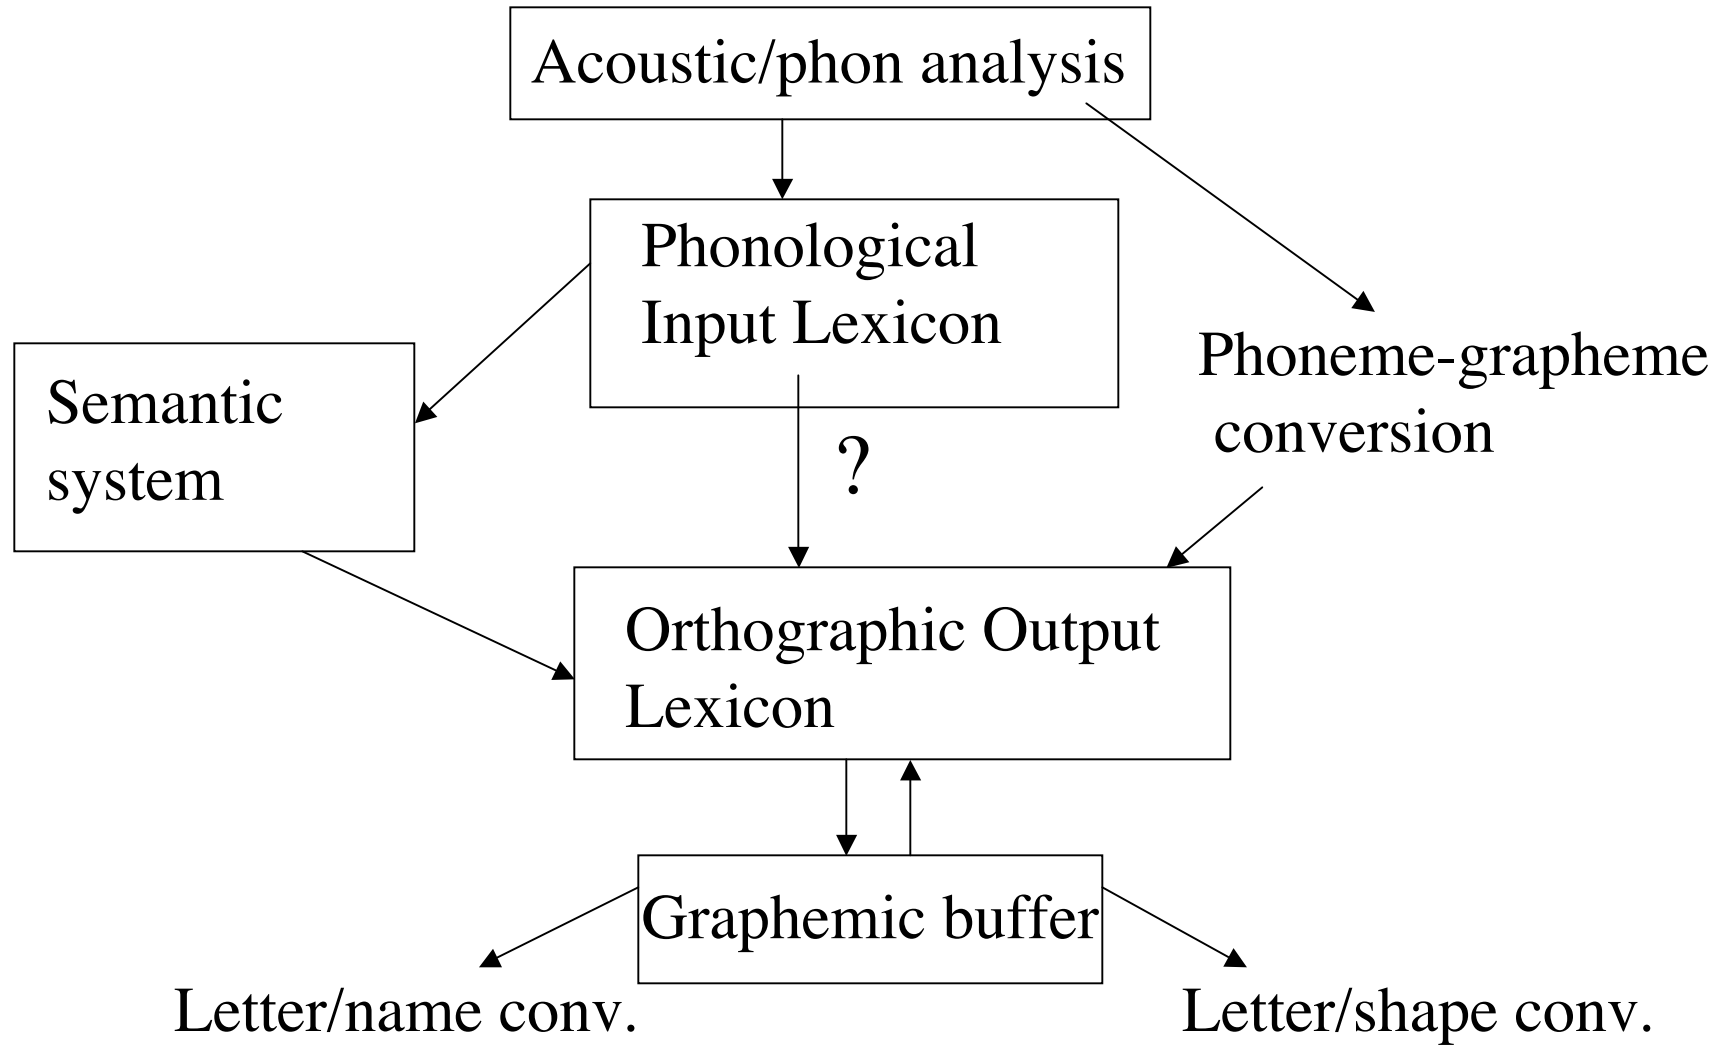 Acoustic/phon analysis
Phonological
Input Lexicon
Phoneme-grapheme
conversion
Semantic
system
?
Orthographic Output
Lexicon
Graphemic buffer
Letter/name conv.
Letter/shape conv.